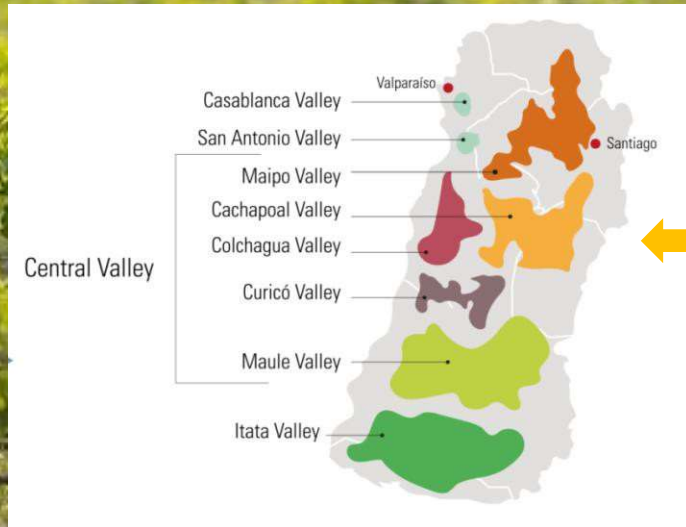 Valparaíso
Casablanca Valley
San Antonio Valley
Santiago
Maipo Valley
Cachapoal Valley
Colchagua Valley
Central Valley
Curicó Valley
Maule Valley
Itata Valley